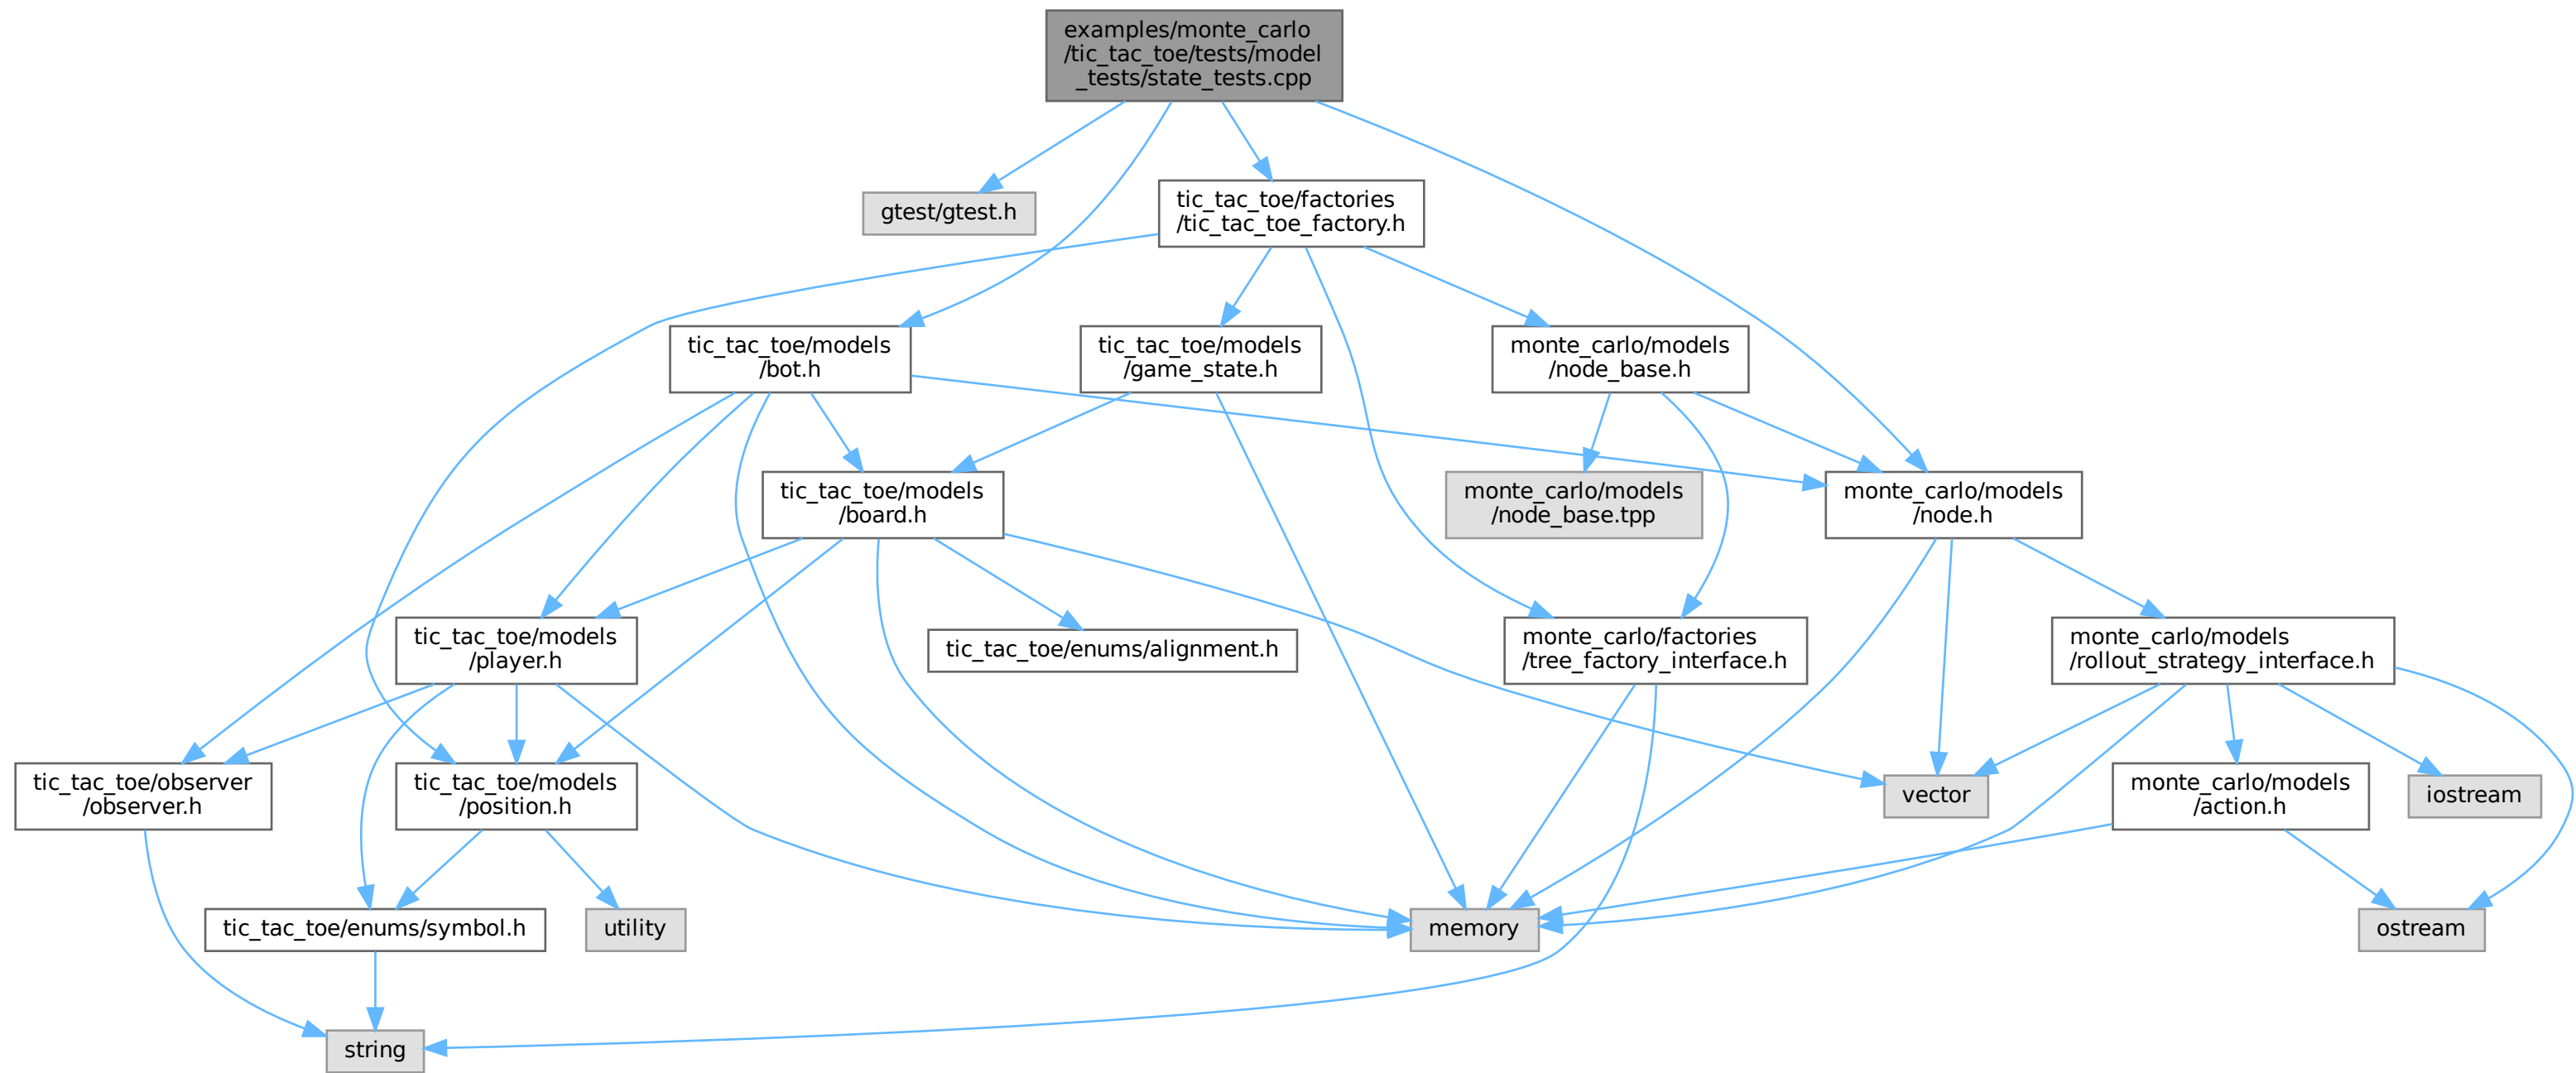 examples/monte_carlo
/tic_tac_toe/tests/model
_tests/state_tests.cpp
gtest/gtest.h
tic_tac_toe/factories
/tic_tac_toe_factory.h
tic_tac_toe/models
/bot.h
tic_tac_toe/models
/game_state.h
monte_carlo/models
/node_base.h
tic_tac_toe/models
/board.h
monte_carlo/models
/node_base.tpp
monte_carlo/models
/node.h
tic_tac_toe/models
/player.h
tic_tac_toe/enums/alignment.h
monte_carlo/factories
/tree_factory_interface.h
monte_carlo/models
/rollout_strategy_interface.h
tic_tac_toe/observer
/observer.h
tic_tac_toe/models
/position.h
vector
monte_carlo/models
/action.h
iostream
tic_tac_toe/enums/symbol.h
utility
memory
ostream
string